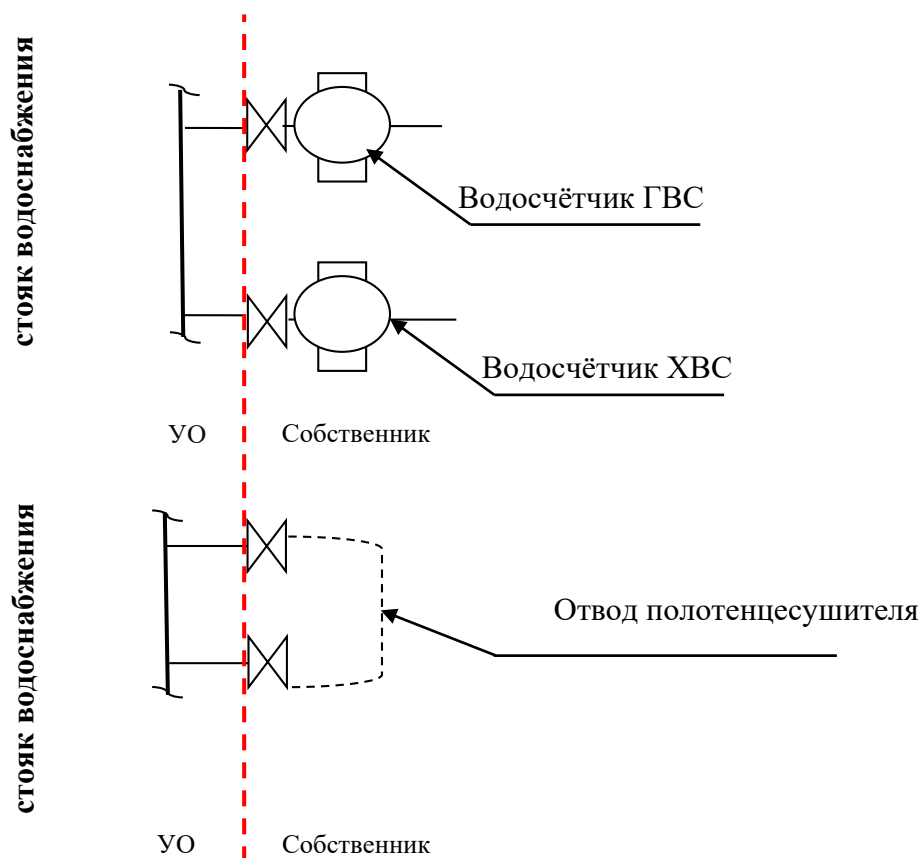 стояк водоснабжения
Водосчётчик ГВС
Водосчётчик ХВС
УО Собственник
стояк водоснабжения
Отвод полотенцесушителя
УО Собственник